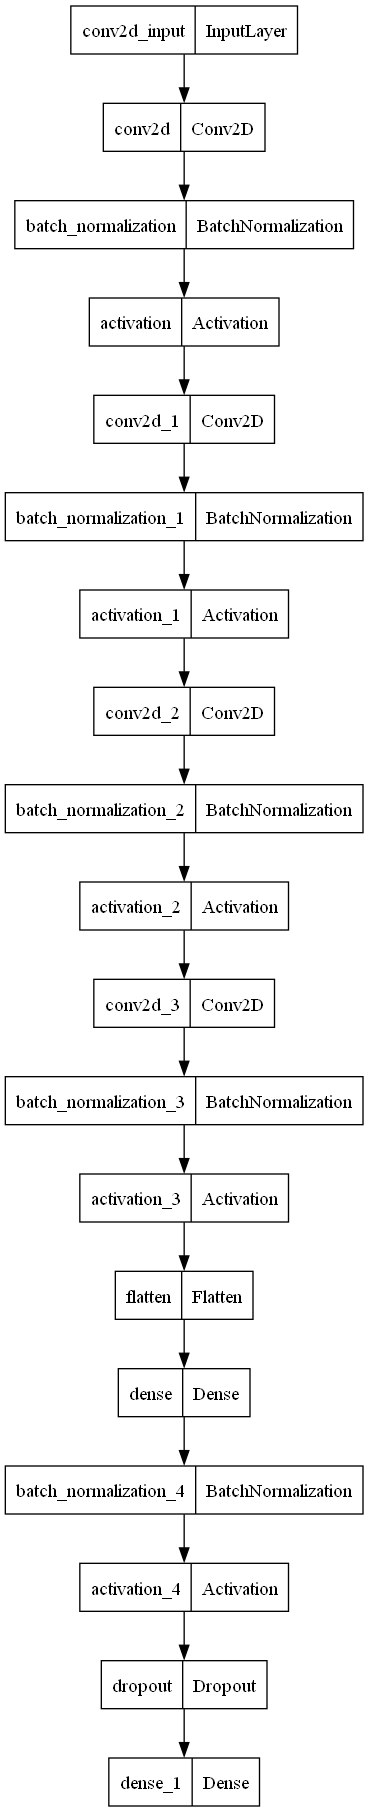 conv2d_input InputLayer
conv2d Conv2D
batch_normalization BatchNormalization
activation Activation
conv2d_1 Conv2D
batch_normalization_1 BatchNormalization
activation_1 Activation
conv2d_2 Conv2D
batch_normalization_2 BatchNormalization
activation_2 Activation
conv2d_3 Conv2D
batch_normalization_3 BatchNormalization
activation_3 Activation
flatten Flatten
dense Dense
batch_normalization_4 BatchNormalization
activation_4 Activation
dropout Dropout
dense_1 Dense